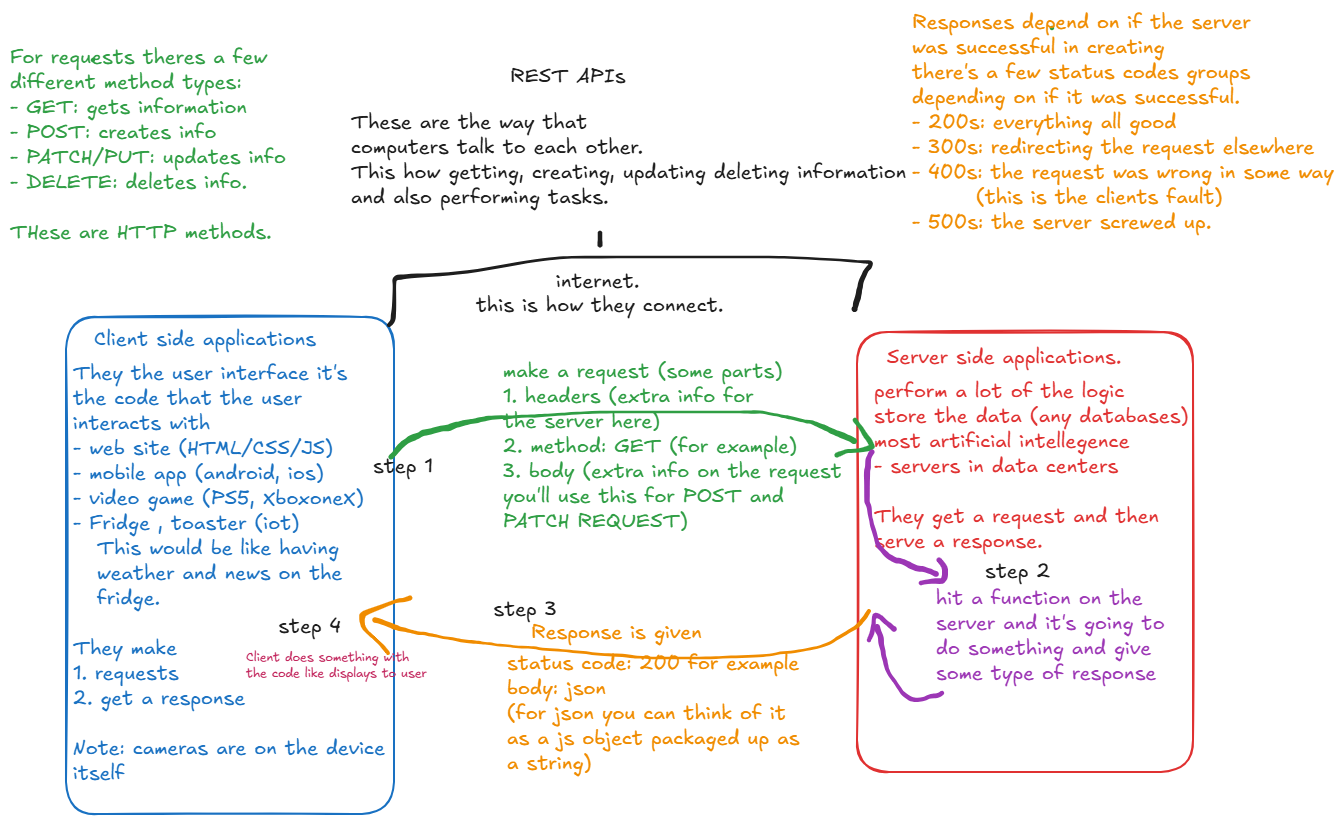 For requests theres a few
different method types:
- GET: gets information
- POST: creates info
- PATCH/PUT: updates info
- DELETE: deletes info.
THese are HTTP methods.
REST APIs
These are the way that
computers talk to each other.
This how getting, creating, updating deleting information
and also performing tasks.
Responses depend on if the server
was successful in creating
there's a few status codes groups
depending on if it was successful.
- 200s: everything all good
- 300s: redirecting the request elsewhere
- 400s: the request was wrong in some way
(this is the clients fault)
- 500s: the server screwed up.
internet.
this is how they connect.
Client side applications
They the user interface it's
the code that the user
interacts with
- web site (HTML/CSS/JS)
- mobile app (android, ios)
- video game (PS5, XboxoneX)
- Fridge , toaster (iot)
This would be like having
weather and news on the
fridge.
They make
1. requests
2. get a response
Note: cameras are on the device
itself
step 1
make a request (some parts)
1. headers (extra info for
the server here)
2. method: GET (for example)
3. body (extra info on the request
you'll use this for POST and
PATCH REQUEST)
Server side applications.
perform a lot of the logic
store the data (any databases)
most artificial intellegence
- servers in data centers
They get a request and then
serve a response.
step 2
hit a function on the
server and it's going to
do something and give
some type of response
step 3
Response is given
status code: 200 for example
body: json
(for json you can think of it
as a js object packaged up as
a string)
step 4
Client does something with
the code like displays to user